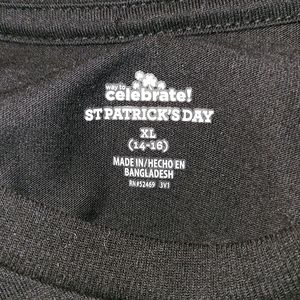 way to
celebrate!
ST PATRICK'S DAY
XL
(14-16)
MADE IN/HECHO EN
BANGLADESH
RN#52469 3V1